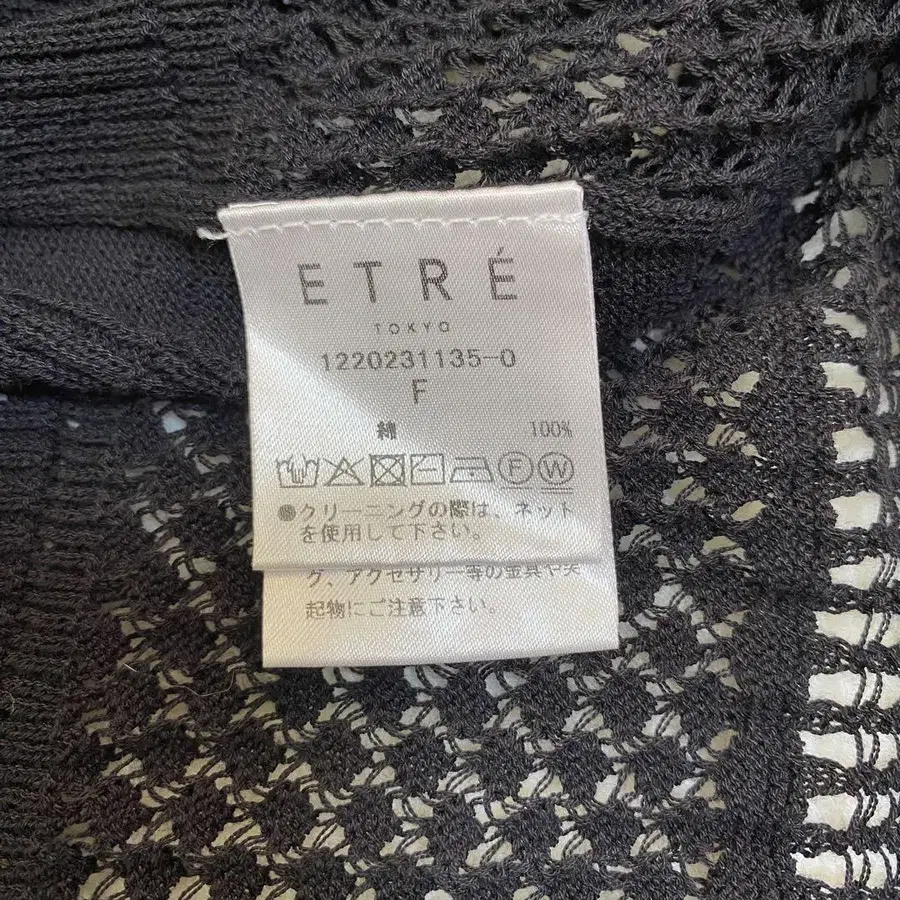 ETRÉ
TOKYO
1220231135-0
F
綿 100%
F W
●クリーニングの際は、ネット
を使用して下さい。
グ、アクセサリー等の金具や突
起物にご注意下さい。